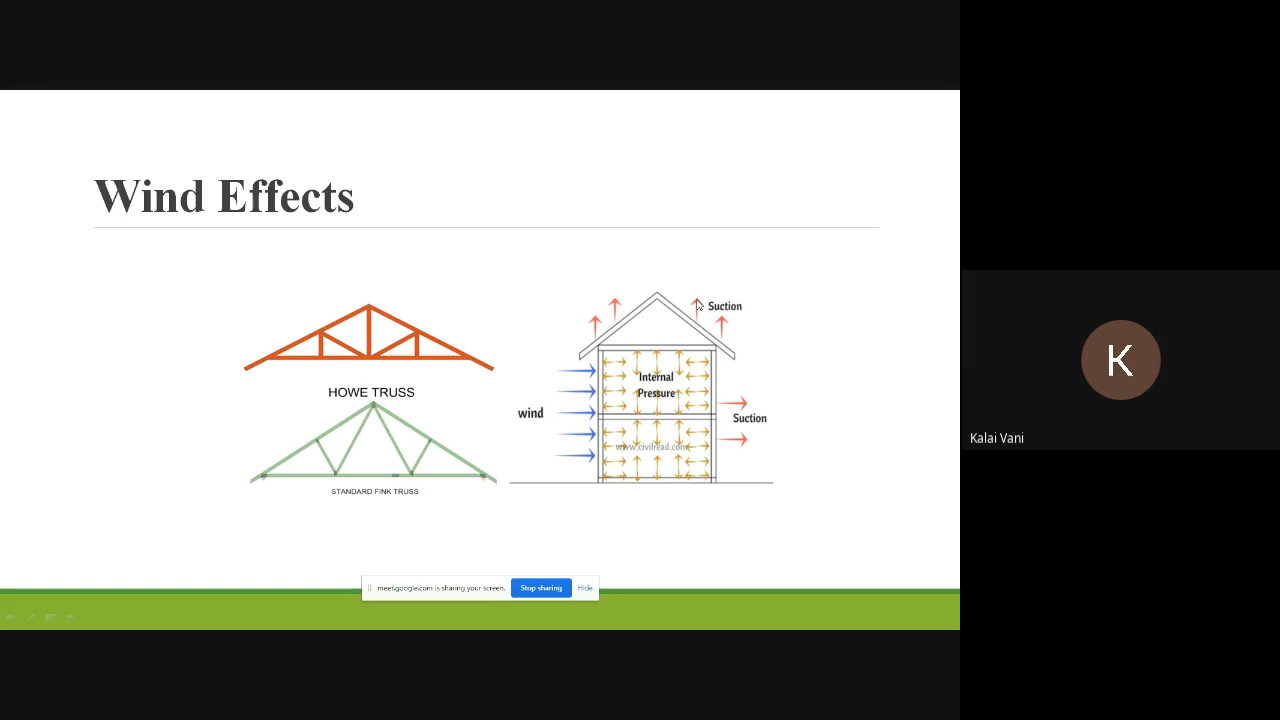 Wind Effects
HOWE TRUSS
STANDARD FINK TRUSS
Suction
Internal
Pressure
wind
Suction
www.civilread.com
meet.google.com is sharing your screen.
Stop sharing
Hide
K
Kalai Vani